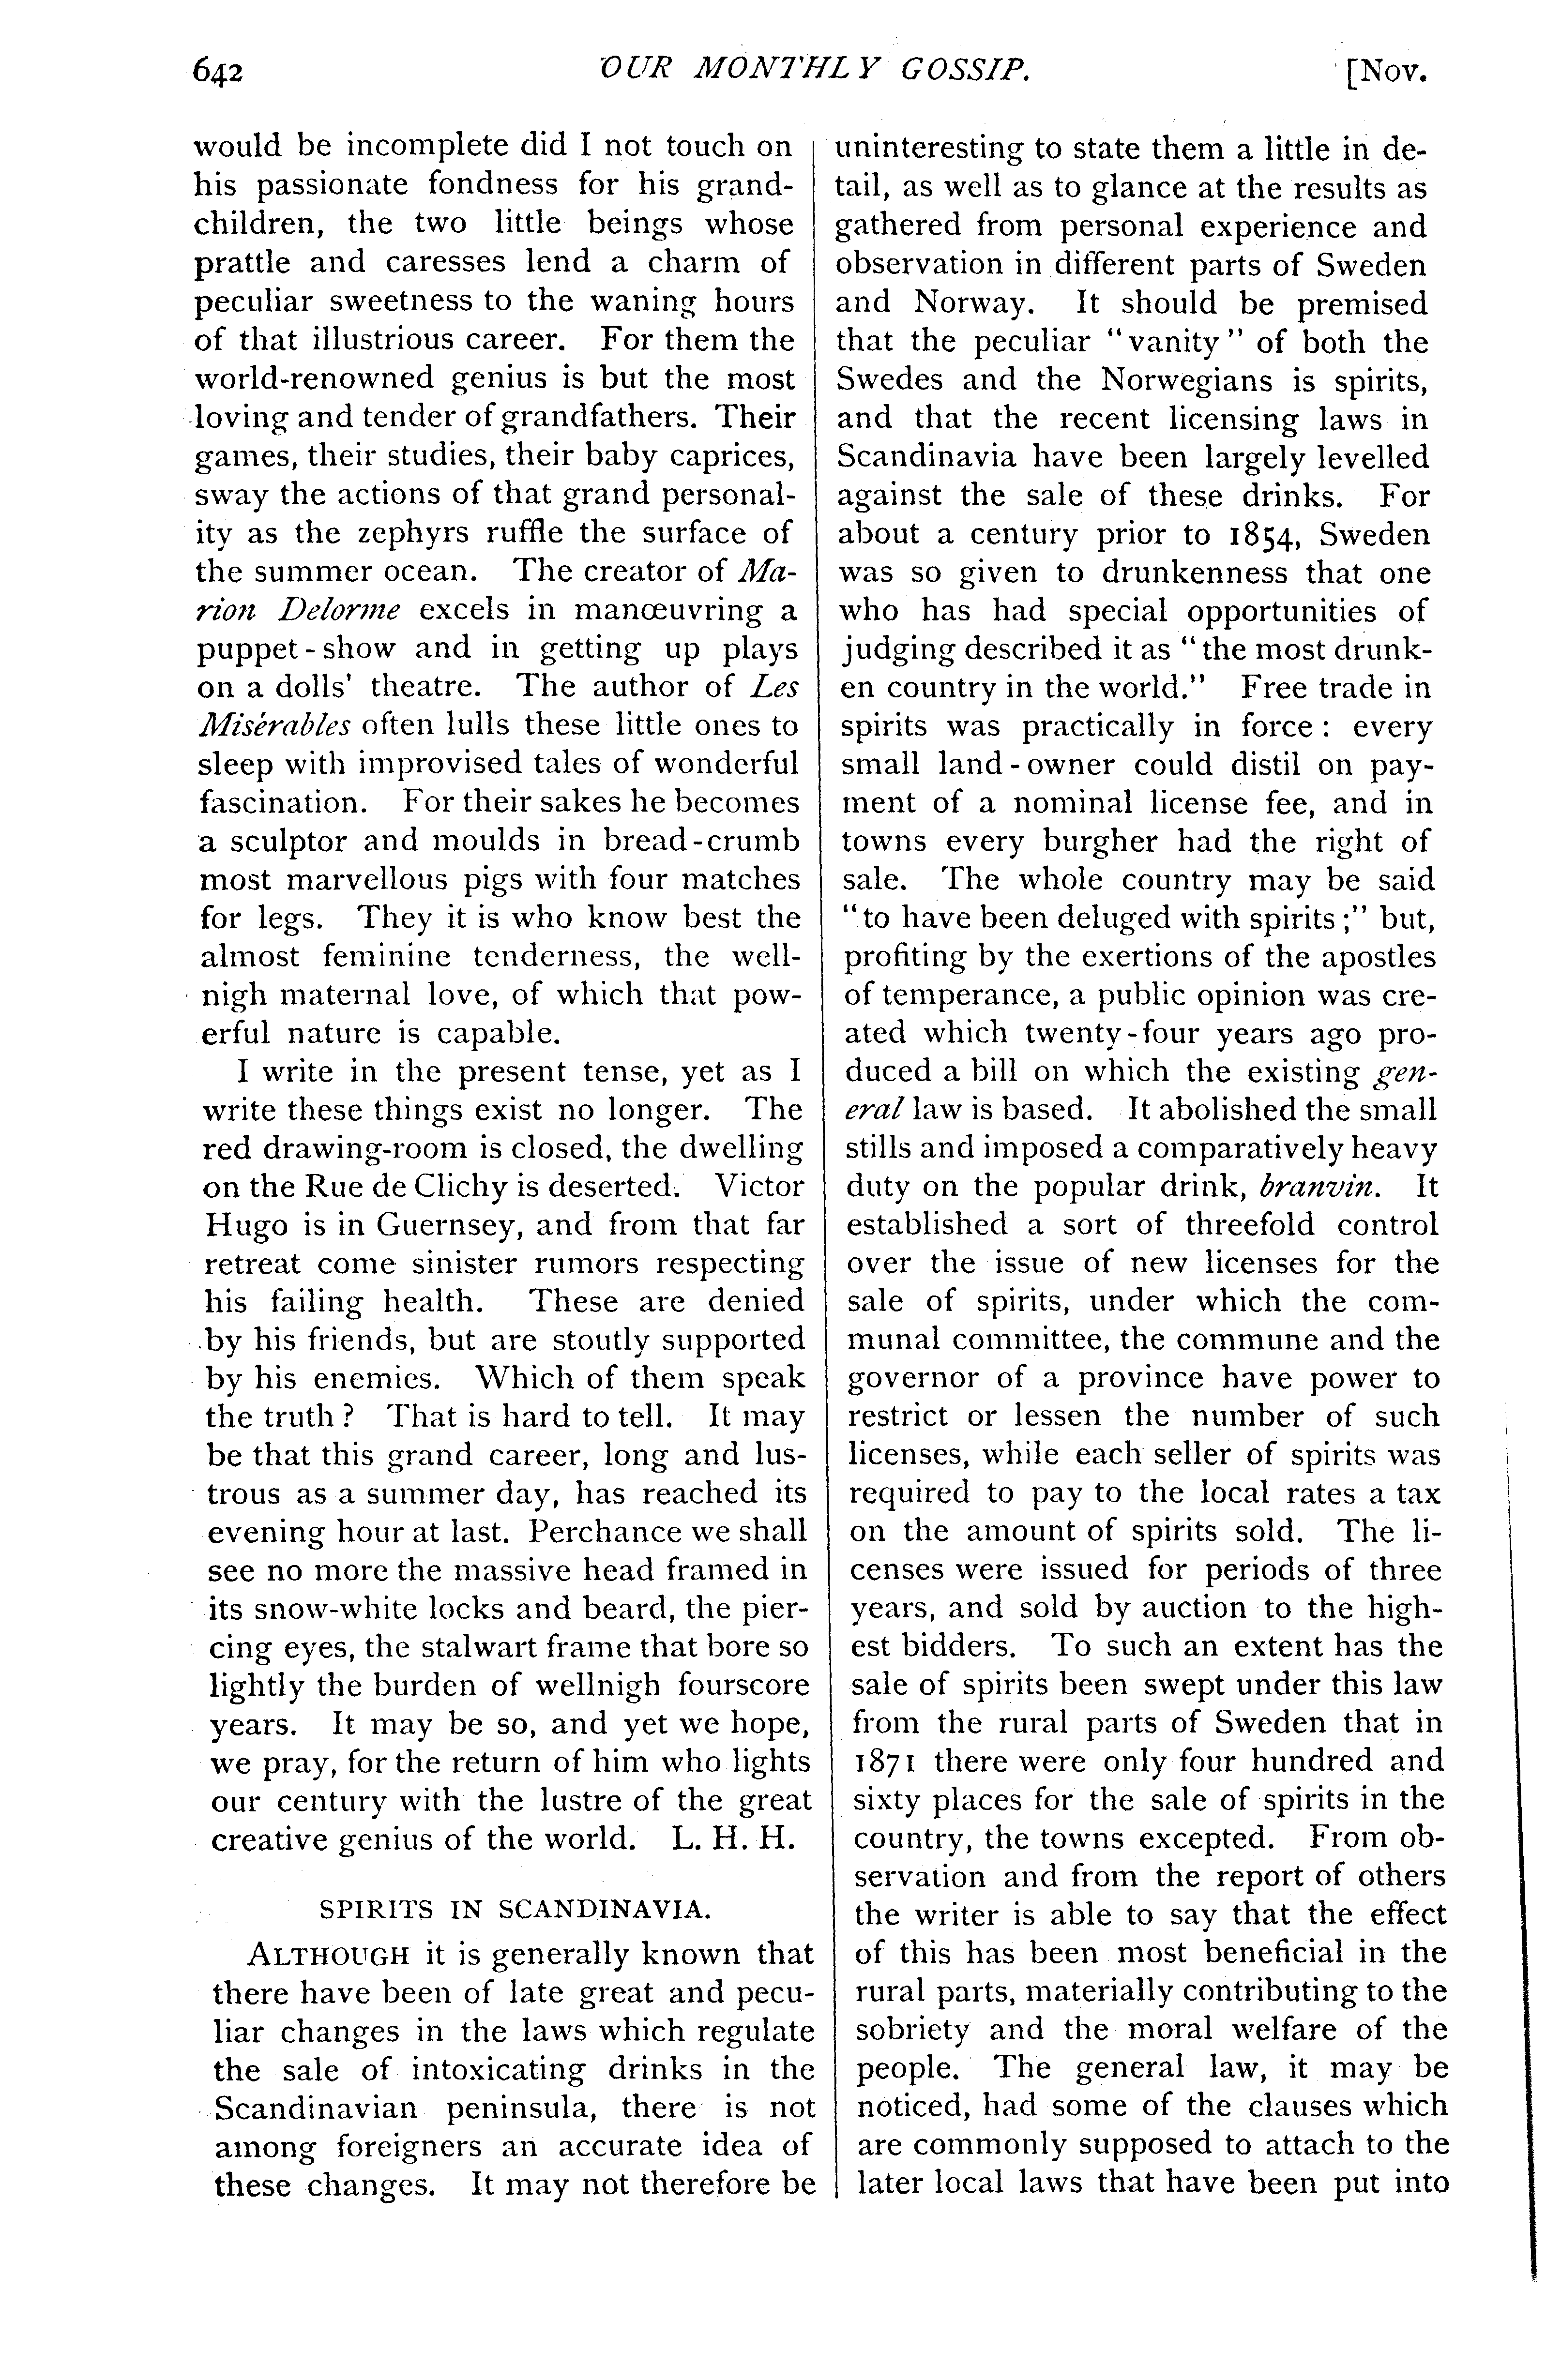 642 OUR MONTHLY GOSSIP. [Nov.
would be incomplete did I not touch on
his passionate fondness for his grand-
children, the two little beings whose
prattle and caresses lend a charm of
peculiar sweetness to the waning hours
of that illustrious career. For them the
world-renowned genius is but the most
loving and tender of grandfathers. Their
games, their studies, their baby caprices,
sway the actions of that grand personal-
ity as the zephyrs ruffle the surface of
the summer ocean. The creator of Ma-
rion Delorme excels in manœuvring a
puppet-show and in getting up plays
on a dolls' theatre. The author of Les
Misèrables often lulls these little ones to
sleep with improvised tales of wonderful
fascination. For their sakes he becomes
a sculptor and moulds in bread-crumb
most marvellous pigs with four matches
for legs. They it is who know best the
almost feminine tenderness, the well-
nigh maternal love, of which that pow-
erful nature is capable.
I write in the present tense, yet as I
write these things exist no longer. The
red drawing-room is closed, the dwelling
on the Rue de Clichy is deserted. Victor
Hugo is in Guernsey, and from that far
retreat come sinister rumors respecting
his failing health. These are denied
by his friends, but are stoutly supported
by his enemies. Which of them speak
the truth? That is hard to tell. It may
be that this grand career, long and lus-
trous as a summer day, has reached its
evening hour at last. Perchance we shall
see no more the massive head framed in
its snow-white locks and beard, the pier-
cing eyes, the stalwart frame that bore so
lightly the burden of wellnigh fourscore
years. It may be so, and yet we hope,
we pray, for the return of him who lights
our century with the lustre of the great
creative genius of the world. L. H. H.
SPIRITS IN SCANDINAVIA.
ALTHOUGH it is generally known that
there have been of late great and pecu-
liar changes in the laws which regulate
the sale of intoxicating drinks in the
Scandinavian peninsula, there is not
among foreigners an accurate idea of
these changes. It may not therefore be
uninteresting to state them a little in de-
tail, as well as to glance at the results as
gathered from personal experience and
observation in different parts of Sweden
and Norway. It should be premised
that the peculiar "vanity" of both the
Swedes and the Norwegians is spirits,
and that the recent licensing laws in
Scandinavia have been largely levelled
against the sale of these drinks. For
about a century prior to 1854, Sweden
was so given to drunkenness that one
who has had special opportunities of
judging described it as "the most drunk-
en country in the world." Free trade in
spirits was practically in force: every
small land-owner could distil on pay-
ment of a nominal license fee, and in
towns every burgher had the right of
sale. The whole country may be said
"to have been deluged with spirits;" but,
profiting by the exertions of the apostles
of temperance, a public opinion was cre-
ated which twenty-four years ago pro-
duced a bill on which the existing gen-
eral law is based. It abolished the small
stills and imposed a comparatively heavy
duty on the popular drink, branvin. It
established a sort of threefold control
over the issue of new licenses for the
sale of spirits, under which the com-
munal committee, the commune and the
governor of a province have power to
restrict or lessen the number of such
licenses, while each seller of spirits was
required to pay to the local rates a tax
on the amount of spirits sold. The li-
censes were issued for periods of three
years, and sold by auction to the high-
est bidders. To such an extent has the
sale of spirits been swept under this law
from the rural parts of Sweden that in
1871 there were only four hundred and
sixty places for the sale of spirits in the
country, the towns excepted. From ob-
servation and from the report of others
the writer is able to say that the effect
of this has been most beneficial in the
rural parts, materially contributing to the
sobriety and the moral welfare of the
people. The general law, it may be
noticed, had some of the clauses which
are commonly supposed to attach to the
later local laws that have been put into